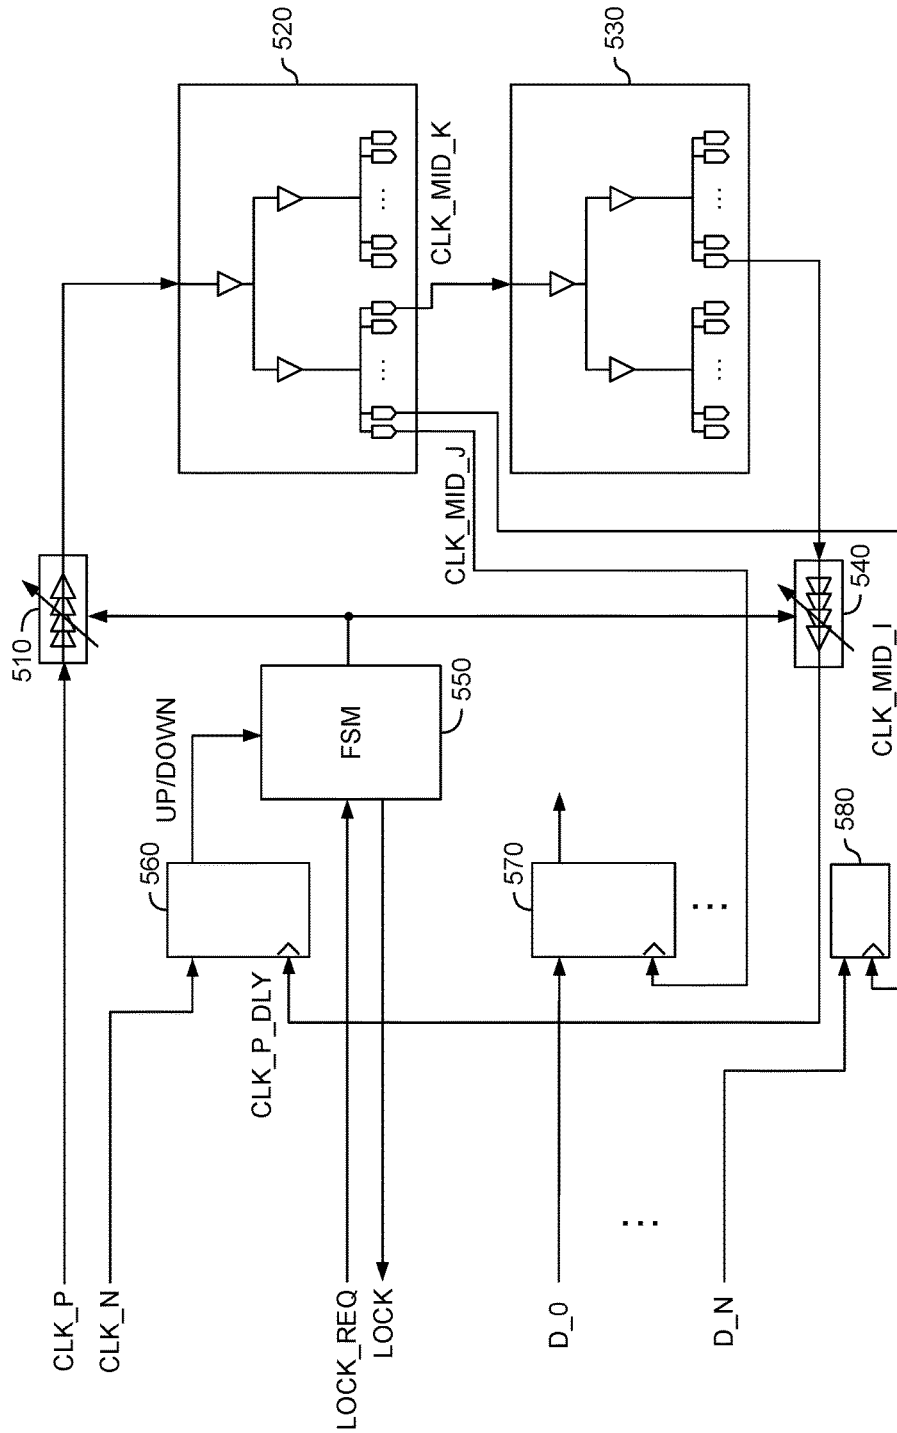 CLK_P
CLK_N
LOCK_REQ
LOCK
D_0
...
D_N
510
520
...
...
CLK_MID_K
530
...
...
CLK_MID_J
UP/DOWN
FSM
550
560
CLK_P_DLY
570
...
540
CLK_MID_I
580